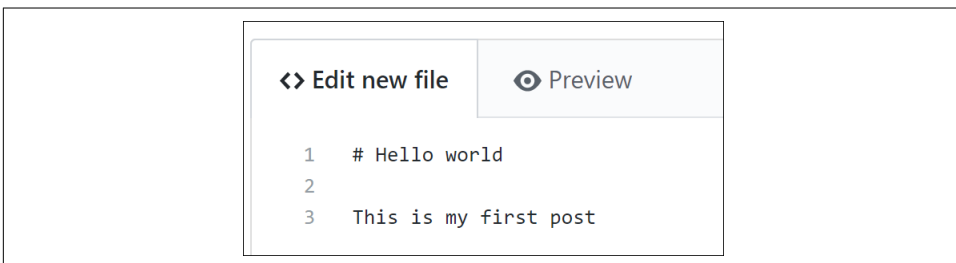 <> Edit new file
Preview
1 # Hello world
2
3 This is my first post